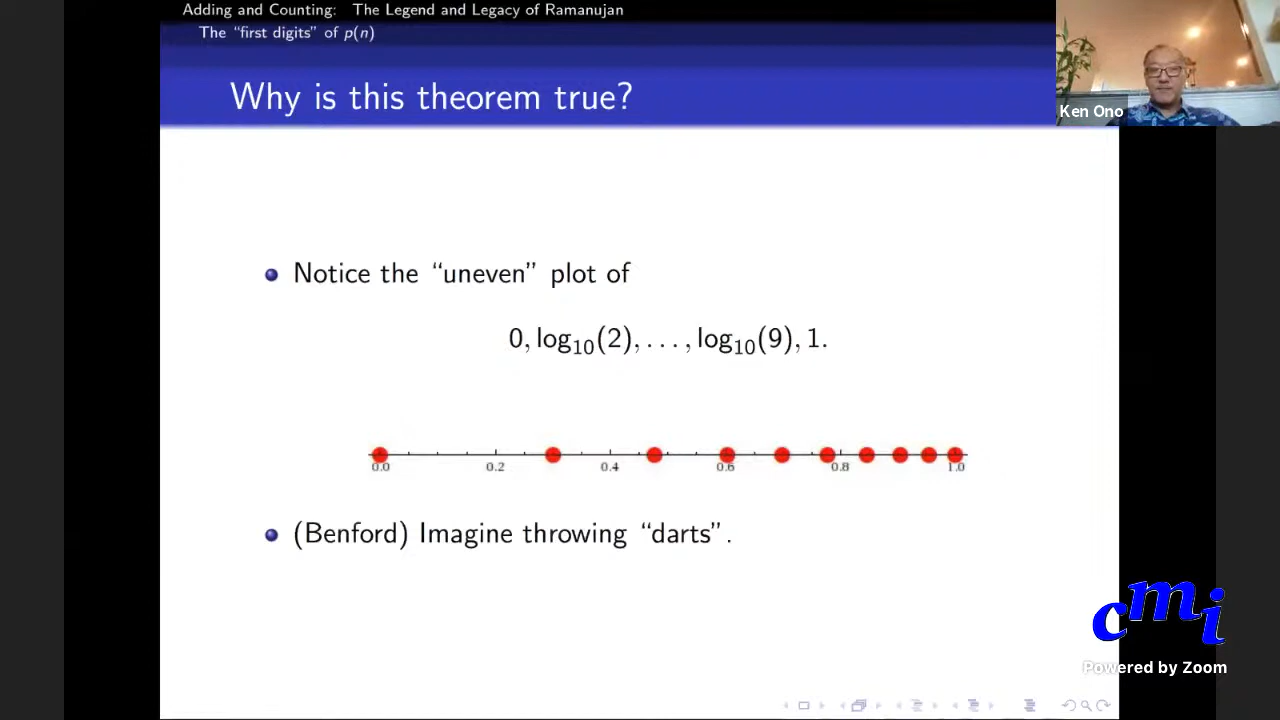 Adding and Counting: The Legend and Legacy of Ramanujan
The “first digits” of p(n)
Why is this theorem true?
Ken Ono
Notice the “uneven” plot of
0, log₁₀(2), . . . , log₁₀(9), 1.
0.0 0.2 0.4 0.6 0.8 1.0
(Benford) Imagine throwing “darts”.
cmi
Powered by Zoom